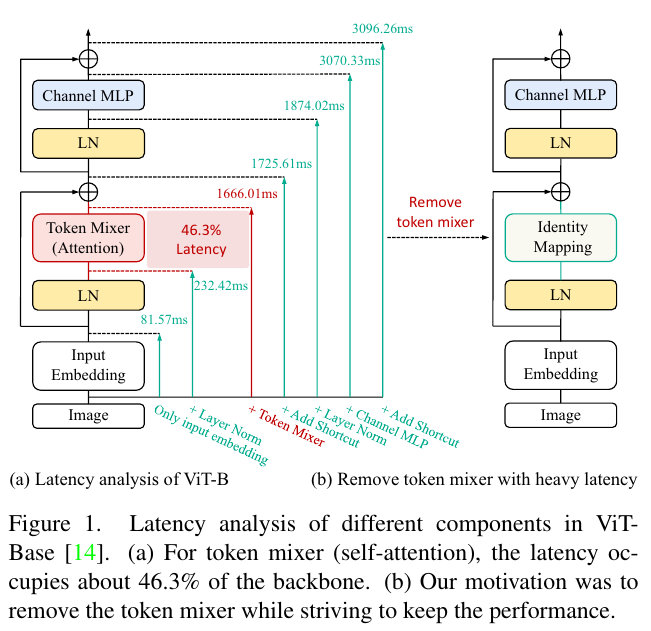 3096.26ms
3070.33ms
Channel MLP
Channel MLP
1874.02ms
LN
LN
1725.61ms
1666.01ms
Remove
token mixer
Token Mixer
(Attention)
46.3%
Latency
Identity
Mapping
232.42ms
LN
LN
81.57ms
Input
Embedding
Input
Embedding
Image
Image
Only input embedding
+ Layer Norm
+ Token Mixer
+ Add Shortcut
+ Layer Norm
+ Channel MLP
+ Add Shortcut
(a) Latency analysis of ViT-B
(b) Remove token mixer with heavy latency
Figure 1. Latency analysis of different components in ViT-
Base [14]. (a) For token mixer (self-attention), the latency oc-
cupies about 46.3% of the backbone. (b) Our motivation was to
remove the token mixer while striving to keep the performance.